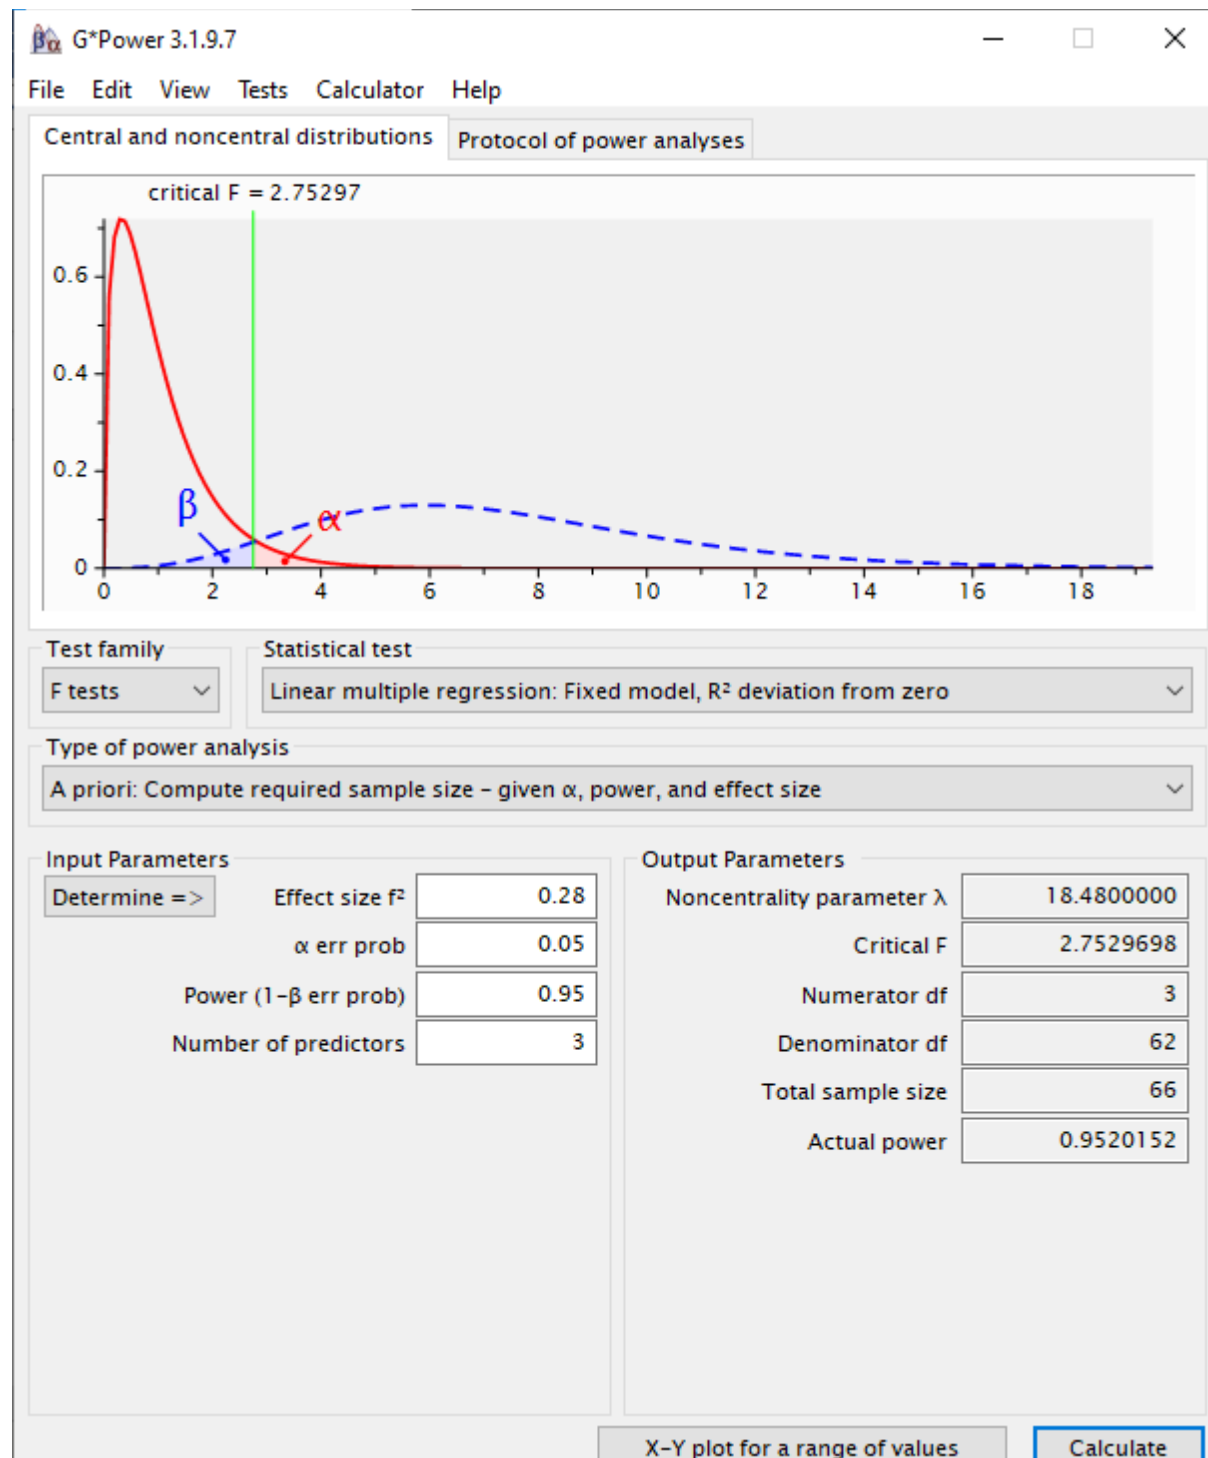 G*Power 3.1.9.7
File Edit View Tests Calculator Help
Central and noncentral distributions Protocol of power analyses
critical F = 2.75297
0.6
0.4
0.2
β α
0
0 2 4 6 8 10 12 14 16 18
Test family Statistical test
F tests Linear multiple regression: Fixed model, R² deviation from zero
Type of power analysis
A priori: Compute required sample size – given α, power, and effect size
Input Parameters
Determine => Effect size f² 0.28
α err prob 0.05
Power (1–β err prob) 0.95
Number of predictors 3
Output Parameters
Noncentrality parameter λ 18.4800000
Critical F 2.7529698
Numerator df 3
Denominator df 62
Total sample size 66
Actual power 0.9520152
X–Y plot for a range of values Calculate